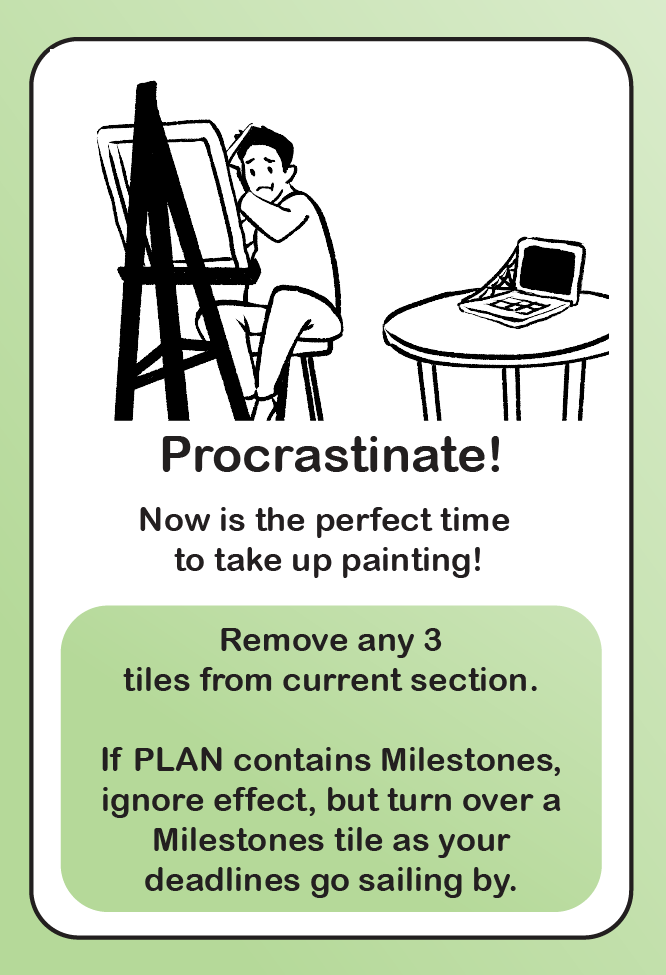 Procrastinate!
Now is the perfect time
to take up painting!
Remove any 3
tiles from current section.
If PLAN contains Milestones,
ignore effect, but turn over a
Milestones tile as your
deadlines go sailing by.